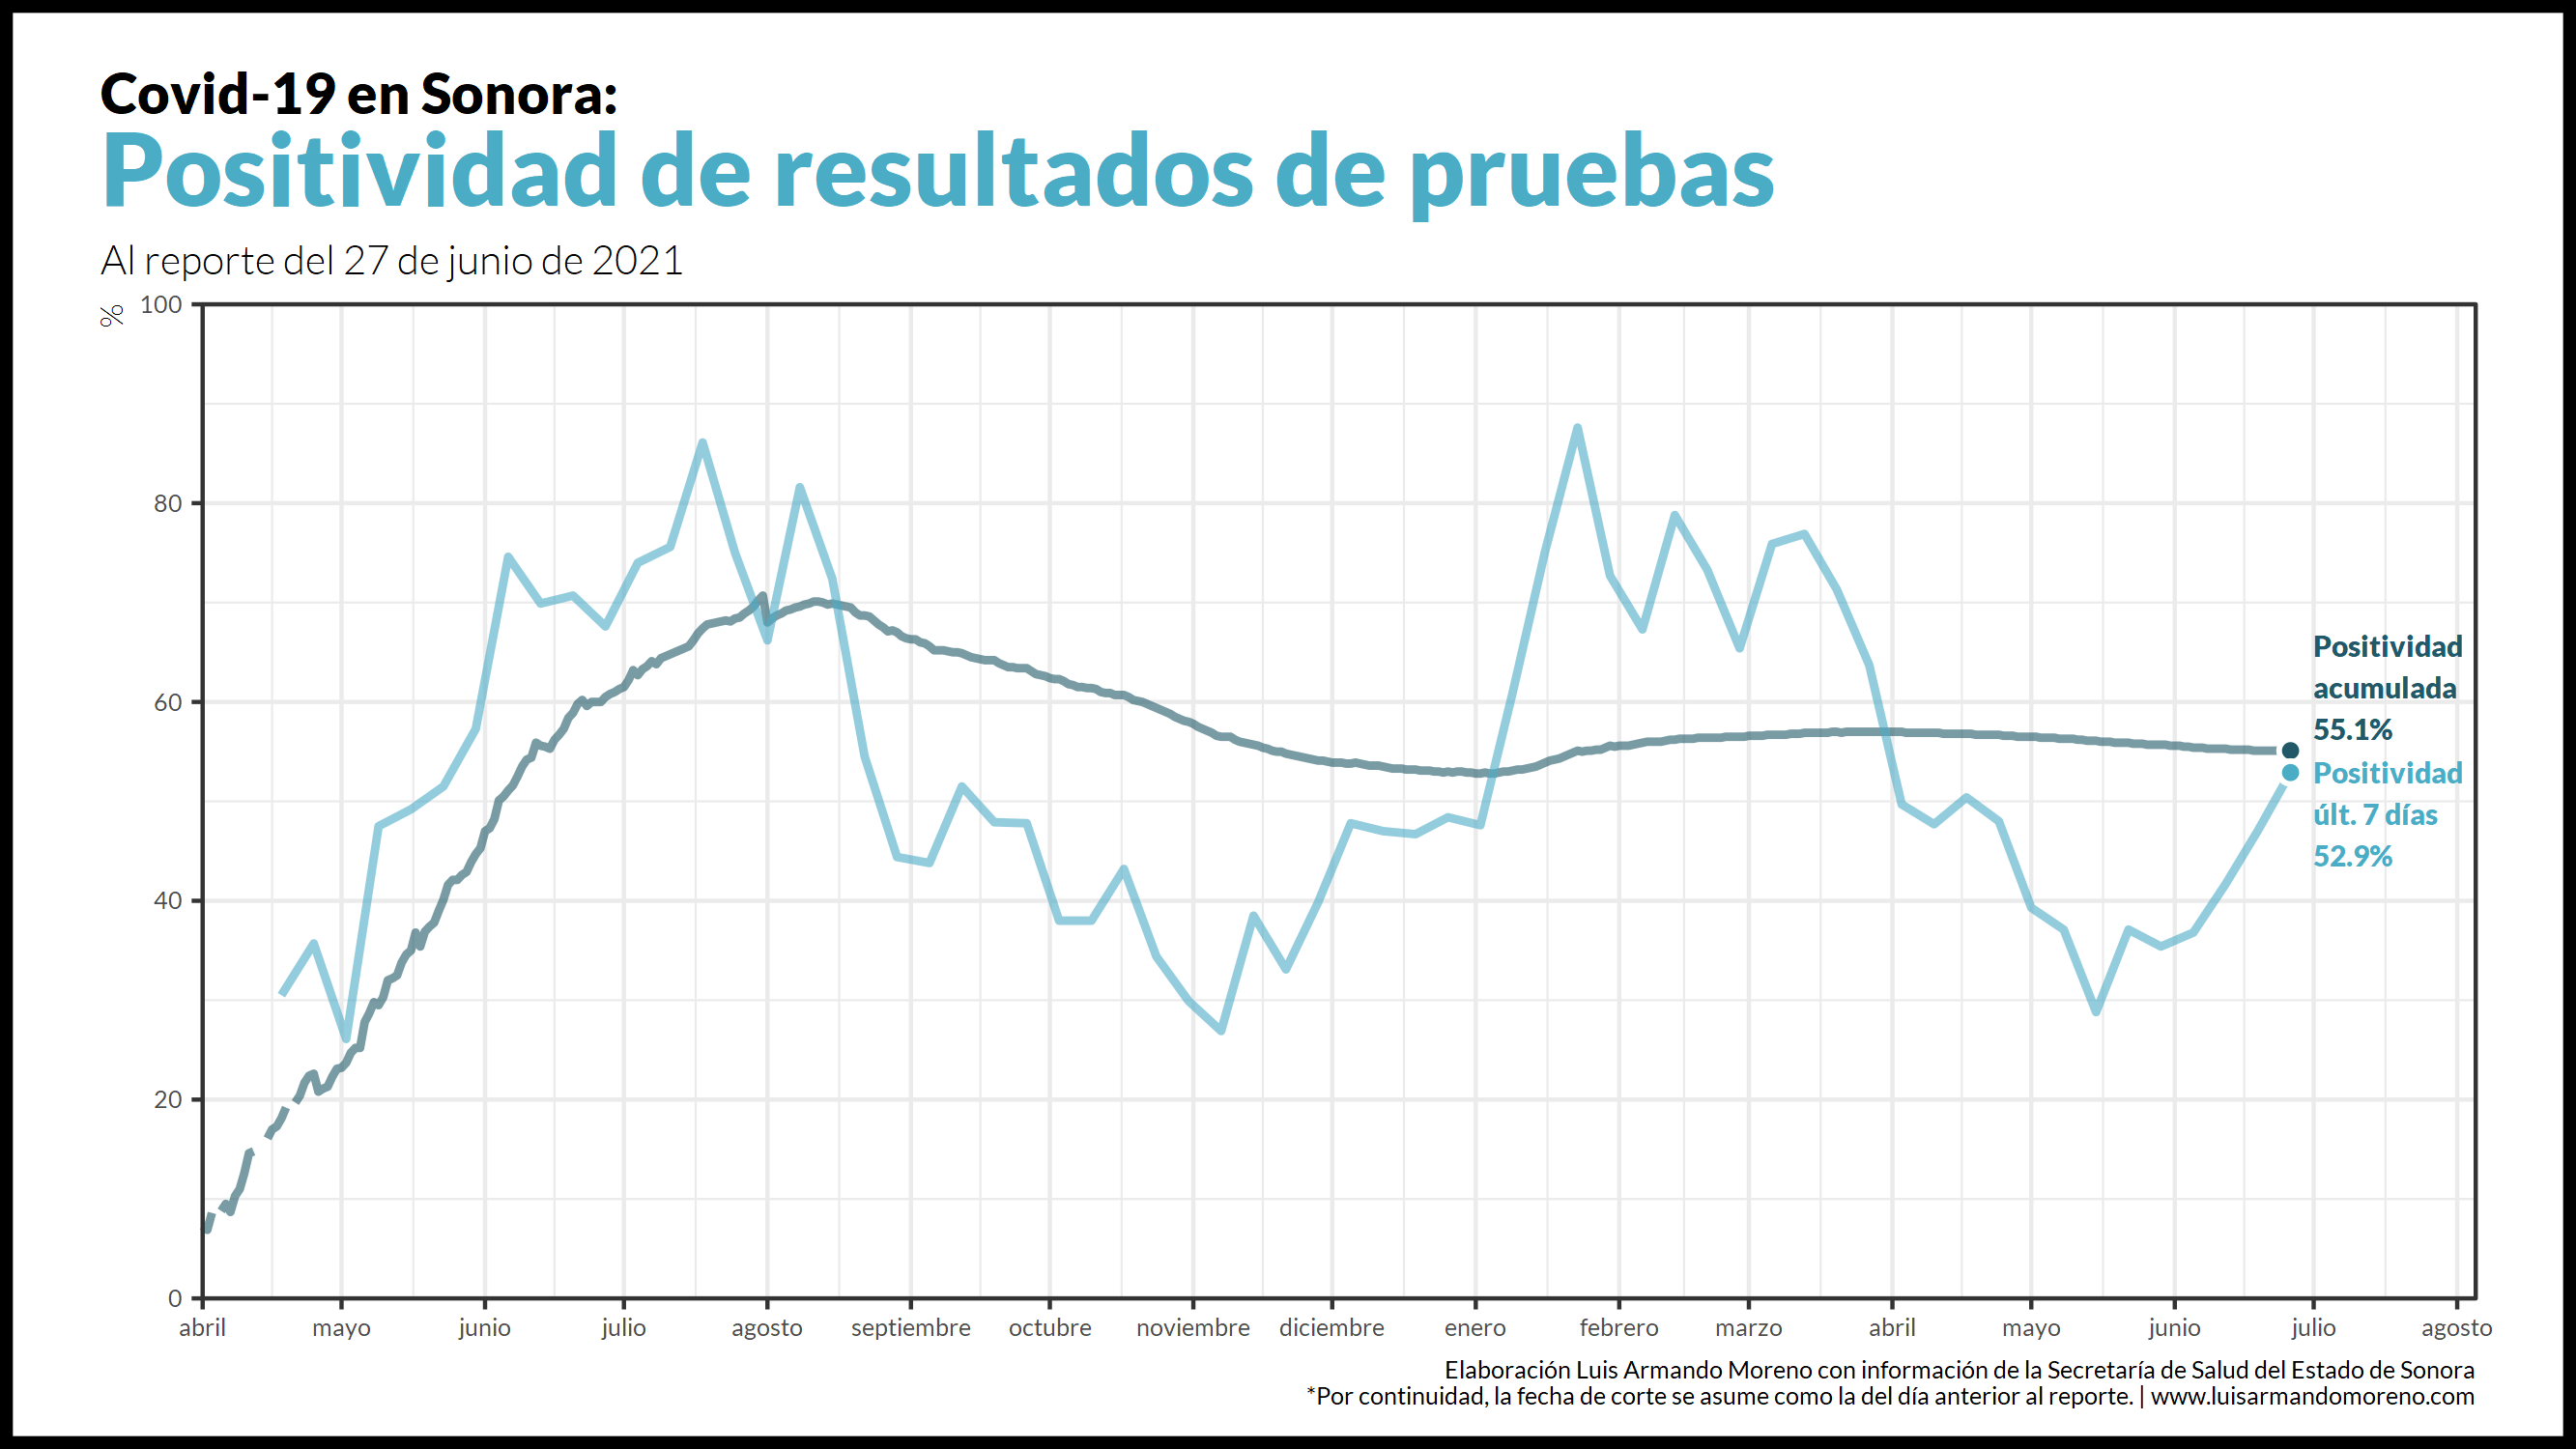 Covid-19 en Sonora:
Positividad de resultados de pruebas
Al reporte del 27 de junio de 2021
%
100
80
60
40
20
0
Positividad
acumulada
55.1%
Positividad
últ. 7 días
52.9%
abril mayo junio julio agosto septiembre octubre noviembre diciembre enero febrero marzo abril mayo junio julio agosto
Elaboración Luis Armando Moreno con información de la Secretaría de Salud del Estado de Sonora
*Por continuidad, la fecha de corte se asume como la del día anterior al reporte. | www.luisarmandomoreno.com